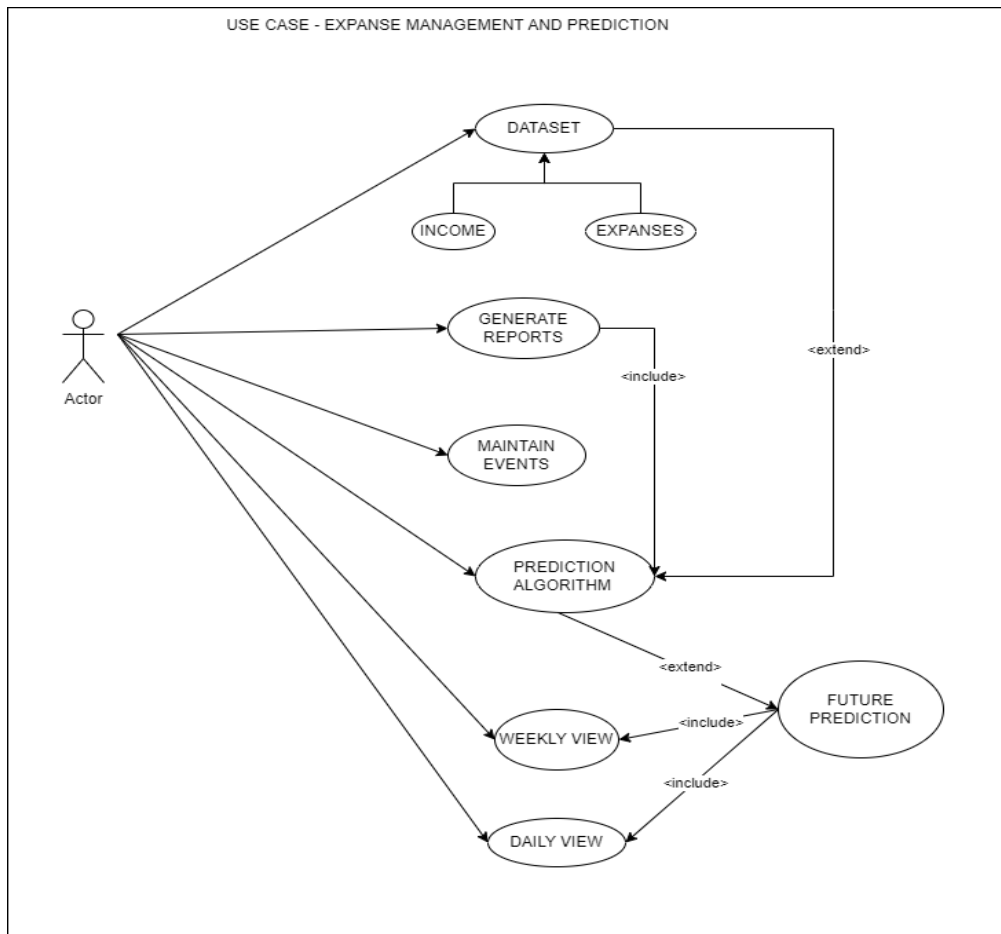 USE CASE - EXPANSE MANAGEMENT AND PREDICTION
DATASET
INCOME
EXPANSES
GENERATE
REPORTS
<extend>
<include>
Actor
MAINTAIN
EVENTS
PREDICTION
ALGORITHM
<extend>
FUTURE
PREDICTION
<include>
WEEKLY VIEW
<include>
DAILY VIEW